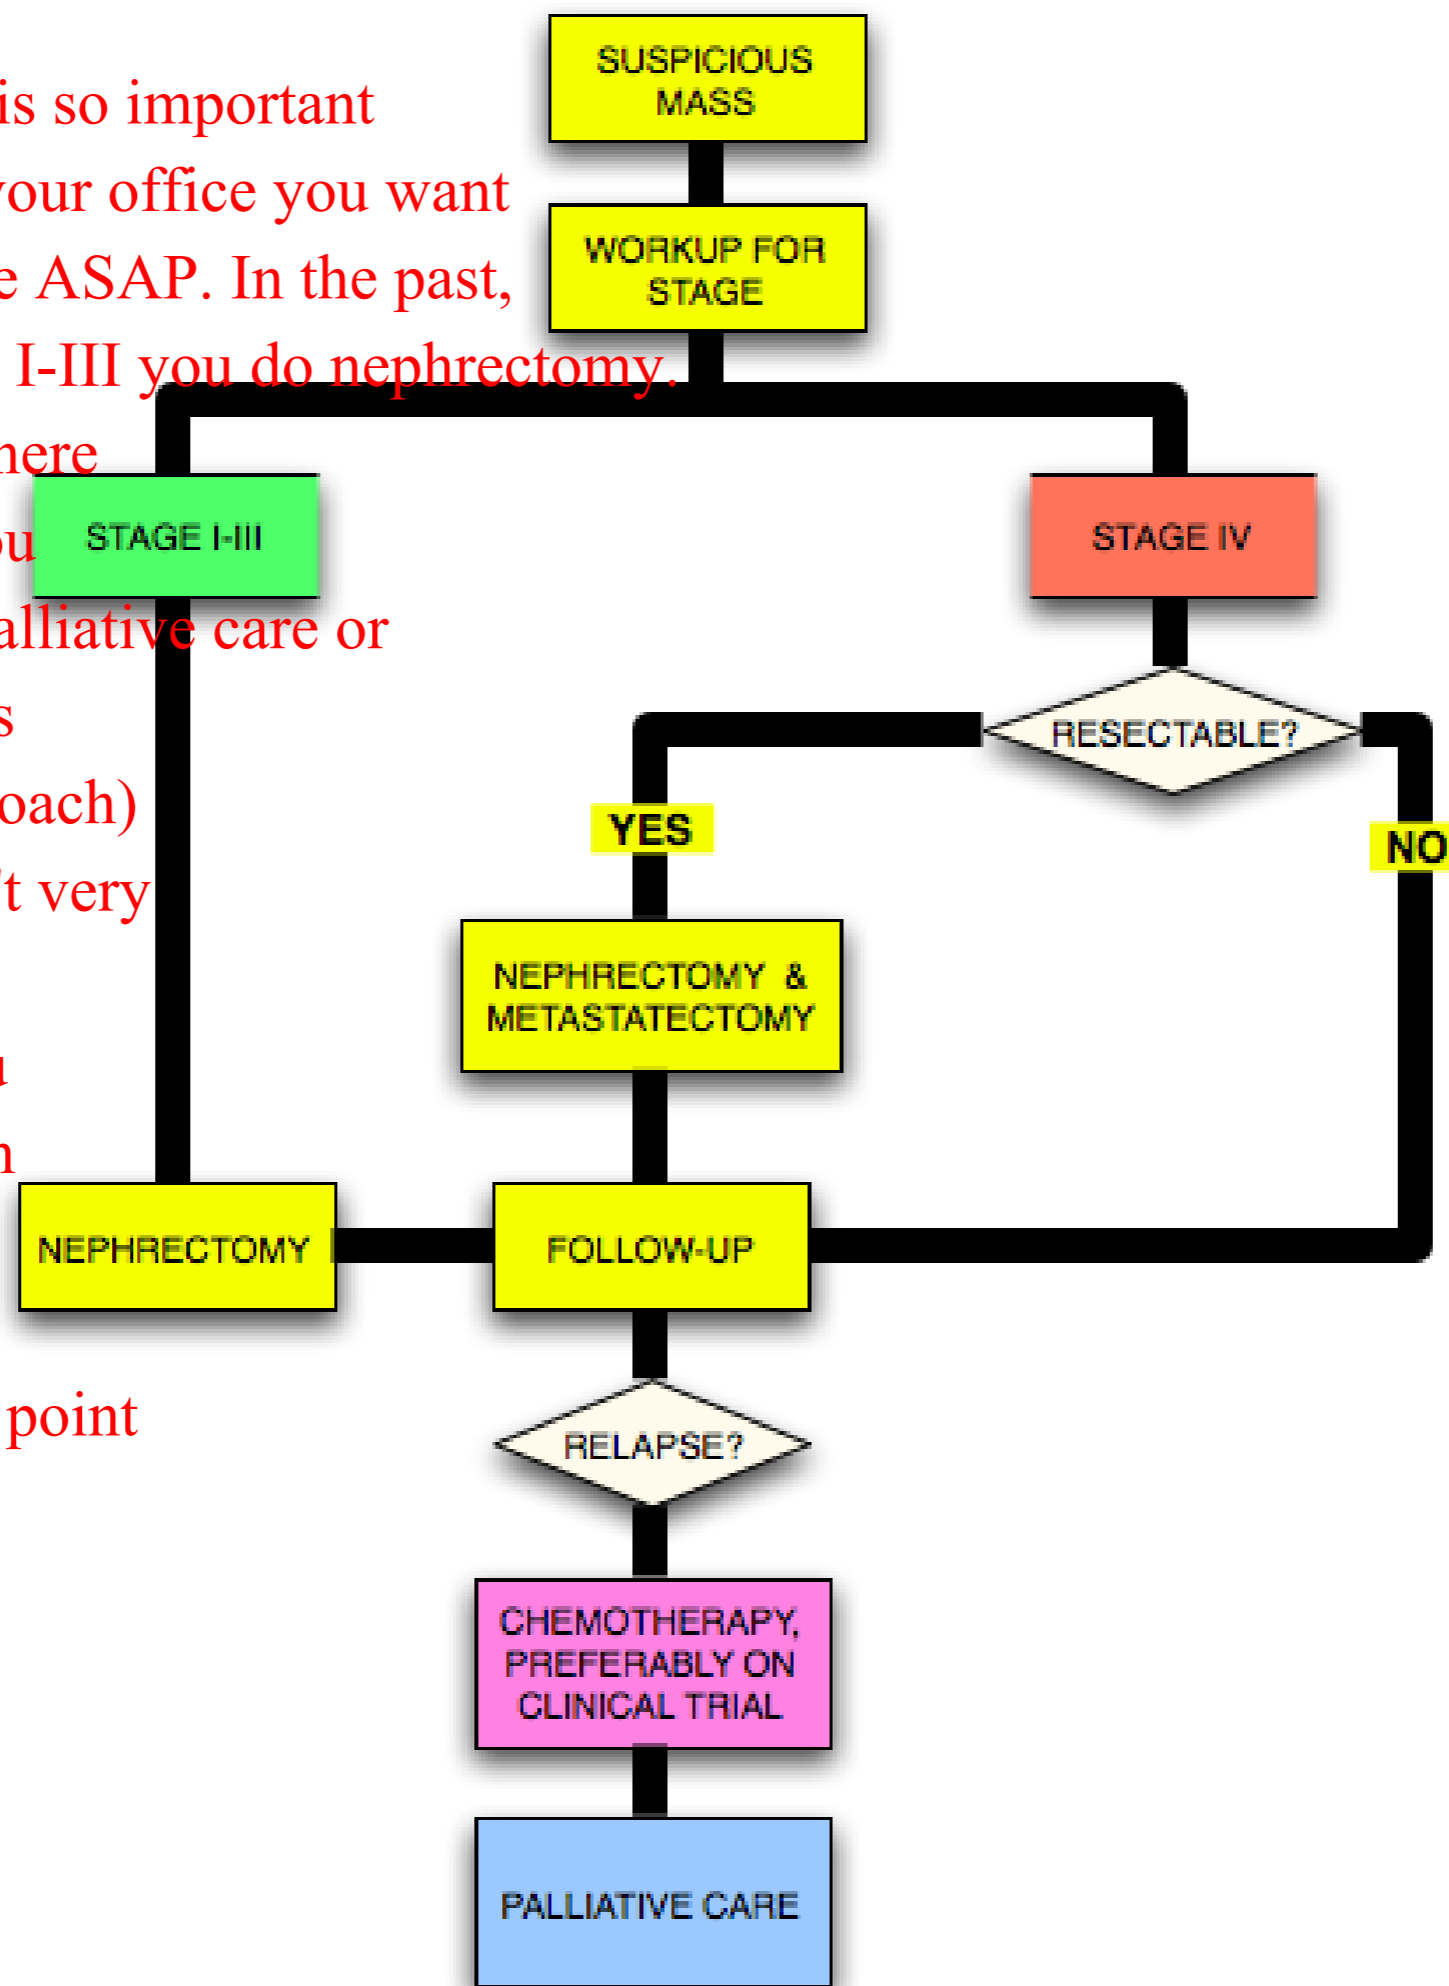 SUSPICIOUS
MASS
is so important
your office you want
WORKUP FOR
STAGE
ASAP. In the past,
I-III you do nephrectomy.
STAGE I-III
STAGE IV
alliative care or
RESECTABLE?
oach)
YES
NO
't very
NEPHRECTOMY &
METASTATECTOMY
NEPHRECTOMY
FOLLOW-UP
point
RELAPSE?
CHEMOTHERAPY,
PREFERABLY ON
CLINICAL TRIAL
PALLIATIVE CARE